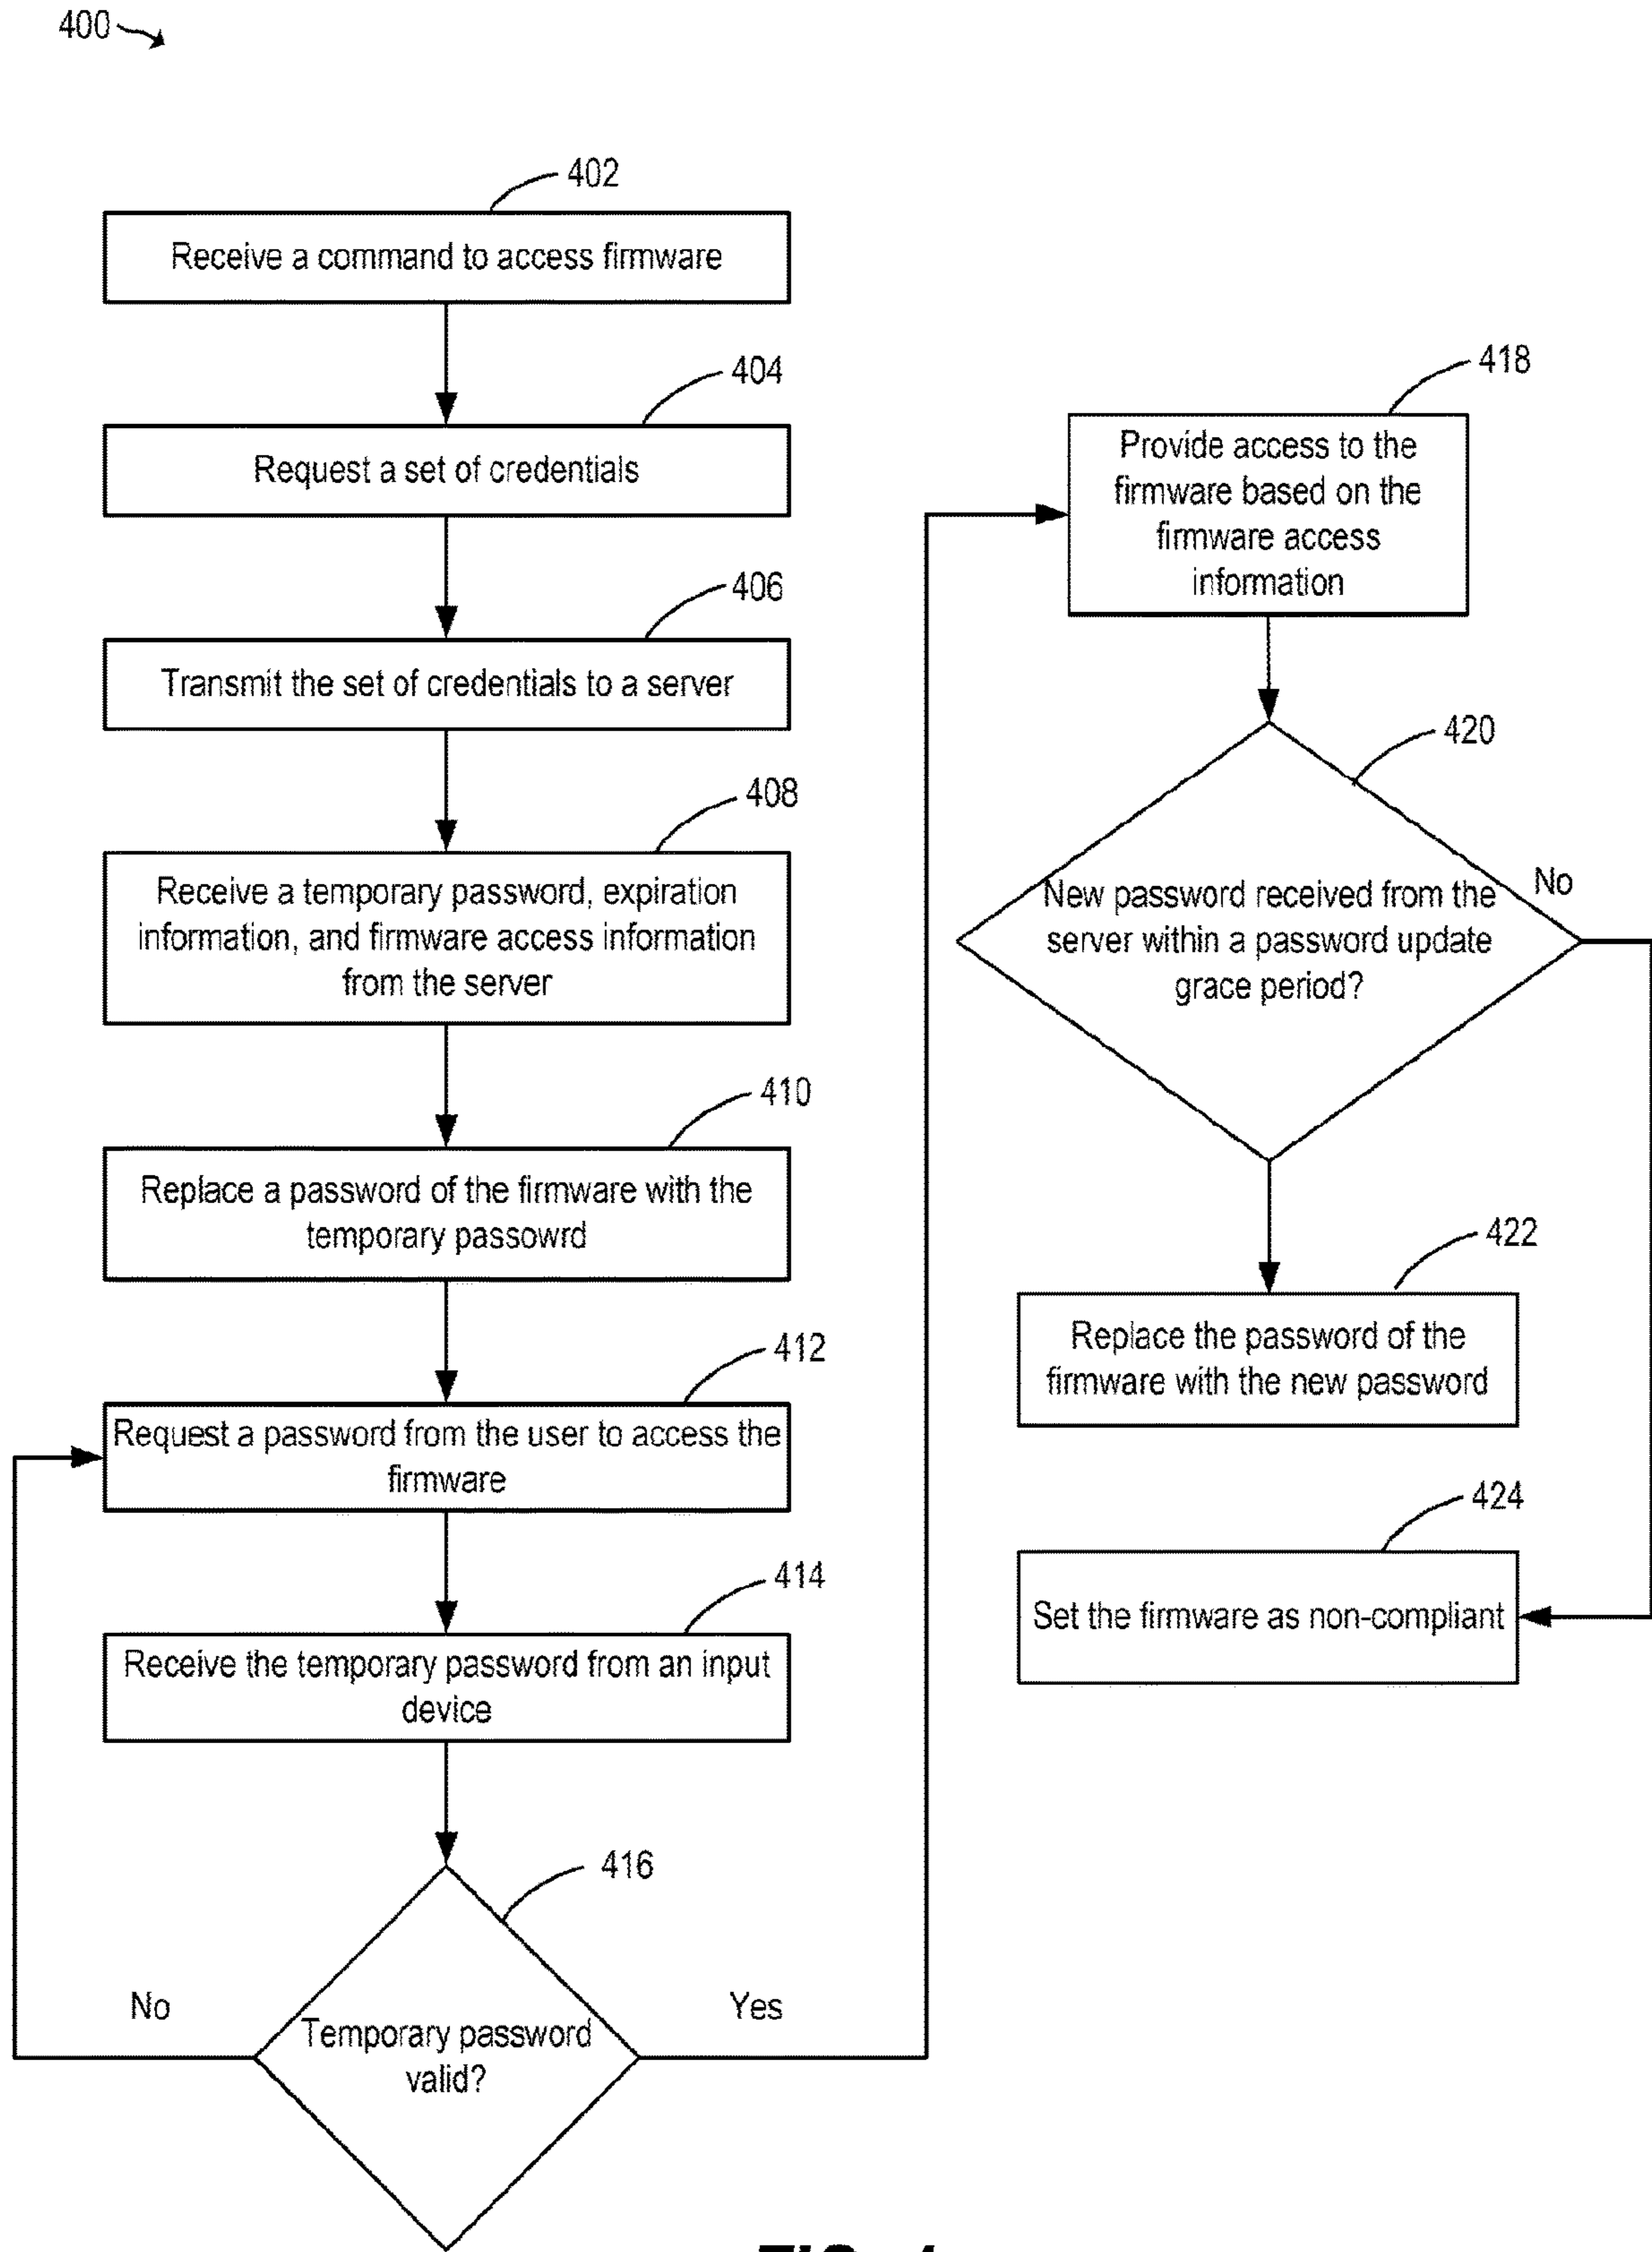 400
402
Receive a command to access firmware
404
Request a set of credentials
406
Transmit the set of credentials to a server
408
Receive a temporary password, expiration
information, and firmware access information
from the server
410
Replace a password of the firmware with the
temporary passowrd
412
Request a password from the user to access the
firmware
414
Receive the temporary password from an input
device
416
Temporary password
valid?
No
Yes
418
Provide access to the
firmware based on the
firmware access
information
420
New password received from the
server within a password update
grace period?
No
422
Replace the password of the
firmware with the new password
424
Set the firmware as non-compliant